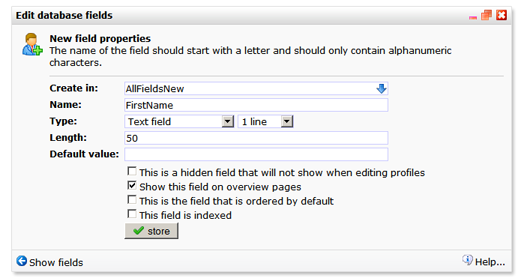 Edit database fields
New field properties
The name of the field should start with a letter and should only contain alphanumeric
characters.
Create in: AllFieldsNew
Name: FirstName
Type: Text field 1 line
Length: 50
Default value:
This is a hidden field that will not show when editing profiles
Show this field on overview pages
This is the field that is ordered by default
This field is indexed
store
Show fields Help...